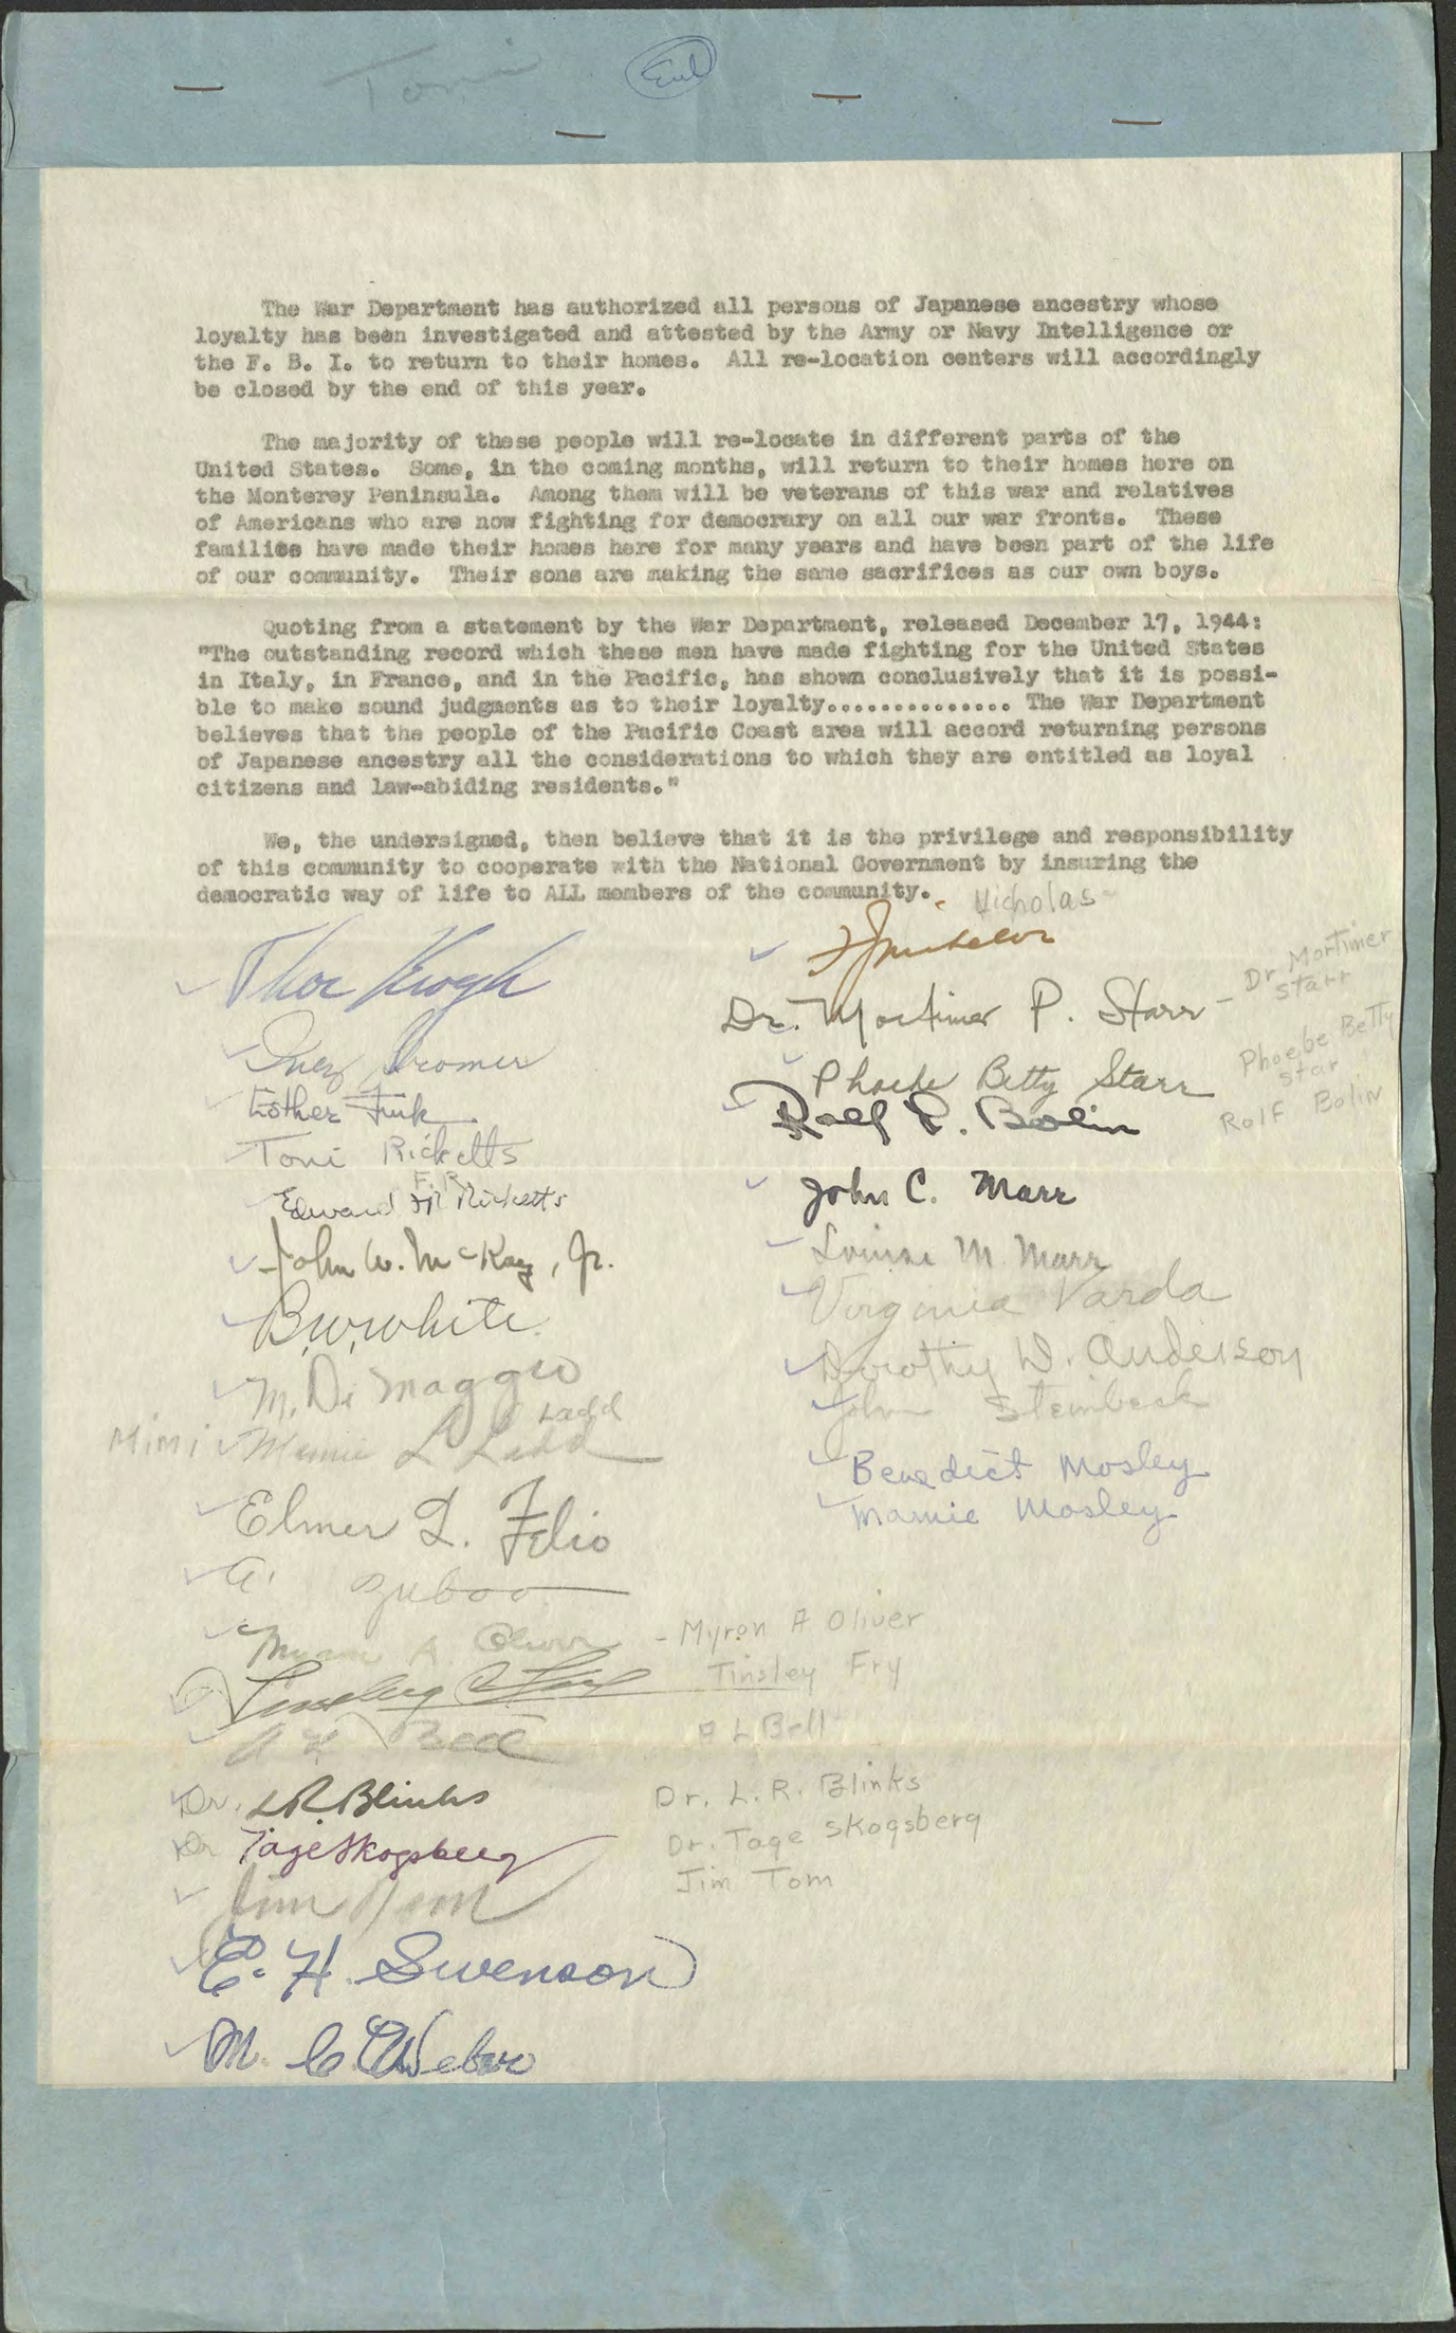 Toni
The War Department has authorized all persons of Japanese ancestry whose
loyalty has been investigated and attested by the Army or Navy Intelligence or
the F. B. I. to return to their homes. All re-location centers will accordingly
be closed by the end of this year.
The majority of these people will re-locate in different parts of the
United States. Some, in the coming months, will return to their homes here on
the Monterey Peninsula. Among them will be veterans of this war and relatives
of Americans who are now fighting for democrary on all our war fronts. These
families have made their homes here for many years and have been part of the life
of our community. Their sons are making the same sacrifices as our own boys.
Quoting from a statement by the War Department, released December 17, 1944:
"The outstanding record which these men have made fighting for the United States
in Italy, in France, and in the Pacific, has shown conclusively that it is possi-
ble to make sound judgments as to their loyalty.............. The War Department
believes that the people of the Pacific Coast area will accord returning persons
of Japanese ancestry all the considerations to which they are entitled as loyal
citizens and law-abiding residents."
We, the undersigned, then believe that it is the privilege and responsibility
of this community to cooperate with the National Government by insuring the
democratic way of life to ALL members of the community.
Thor Krogh
Inez Cromer
Esther Fink
Toni Ricketts
Edward F. Ricketts
F.R.
John W. McKay, Jr.
B.W. White
M. Di Maggio
Ladd
Mimi Mimie L Ladd
Elmer L.
A.
Myron A. Oliver - Myron A Oliver
Tinsley C Fry Tinsley Fry
L Bell L Bell
Dr. LR Blinks Dr. L. R. Blinks
Dr Tage Skogsberg Dr. Tage Skogsberg
Jim Tom Jim Tom
E. H. Swenson
M. C. Weber
Nicholas
Dr. Mortimer P. Starr - Dr Mortimer
Starr
Phoebe Betty Starr Phoebe Betty
Star
Rolf L. Bolin Rolf Bolin
John C. Marr
Louise M. Marr
Virginia Varda
Dorothy W. Anderson
John Steinbeck
Benedict Mosley
Mamie Mosley